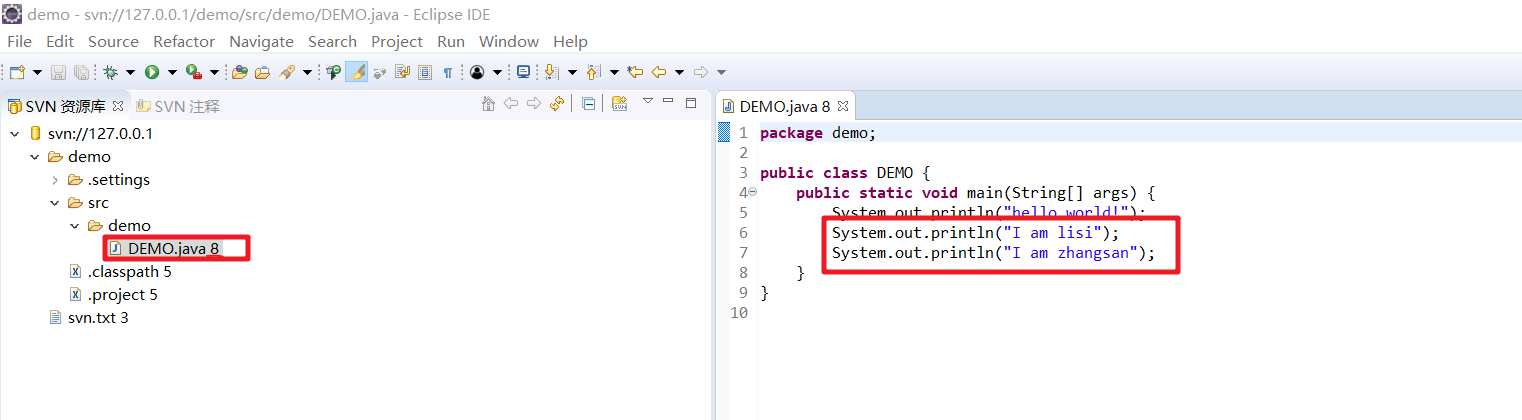 demo - svn://127.0.0.1/demo/src/demo/DEMO.java - Eclipse IDE
File Edit Source Refactor Navigate Search Project Run Window Help
SVN 资源库 SVN 注释
svn://127.0.0.1
demo
.settings
src
demo
DEMO.java 8
.classpath 5
.project 5
svn.txt 3
DEMO.java 8
1 package demo;
2
3 public class DEMO {
4 public static void main(String[] args) {
5 System.out.println("hello world!");
6 System.out.println("I am lisi");
7 System.out.println("I am zhangsan");
8 }
9 }
10